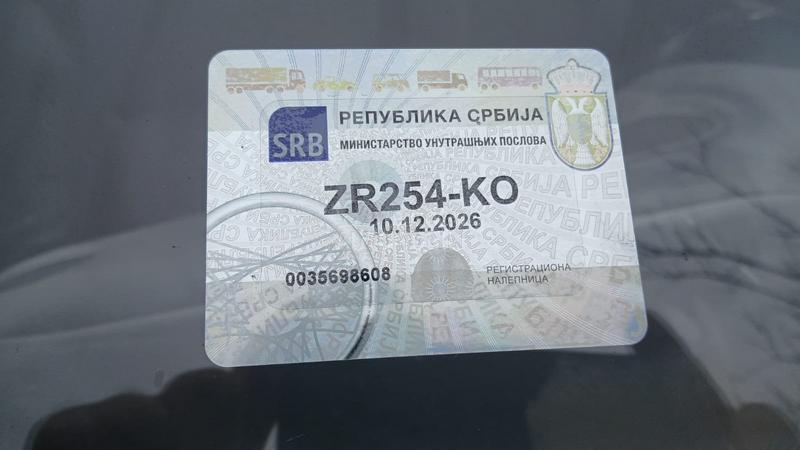 SRB
РЕПУБЛИКА СРБИЈА
МИНИСТАРСТВО УНУТРАШЊИХ ПОСЛОВА
ZR254-KO
10.12.2026
0035698608
РЕГИСТРАЦИОНА
НАЛЕПНИЦА